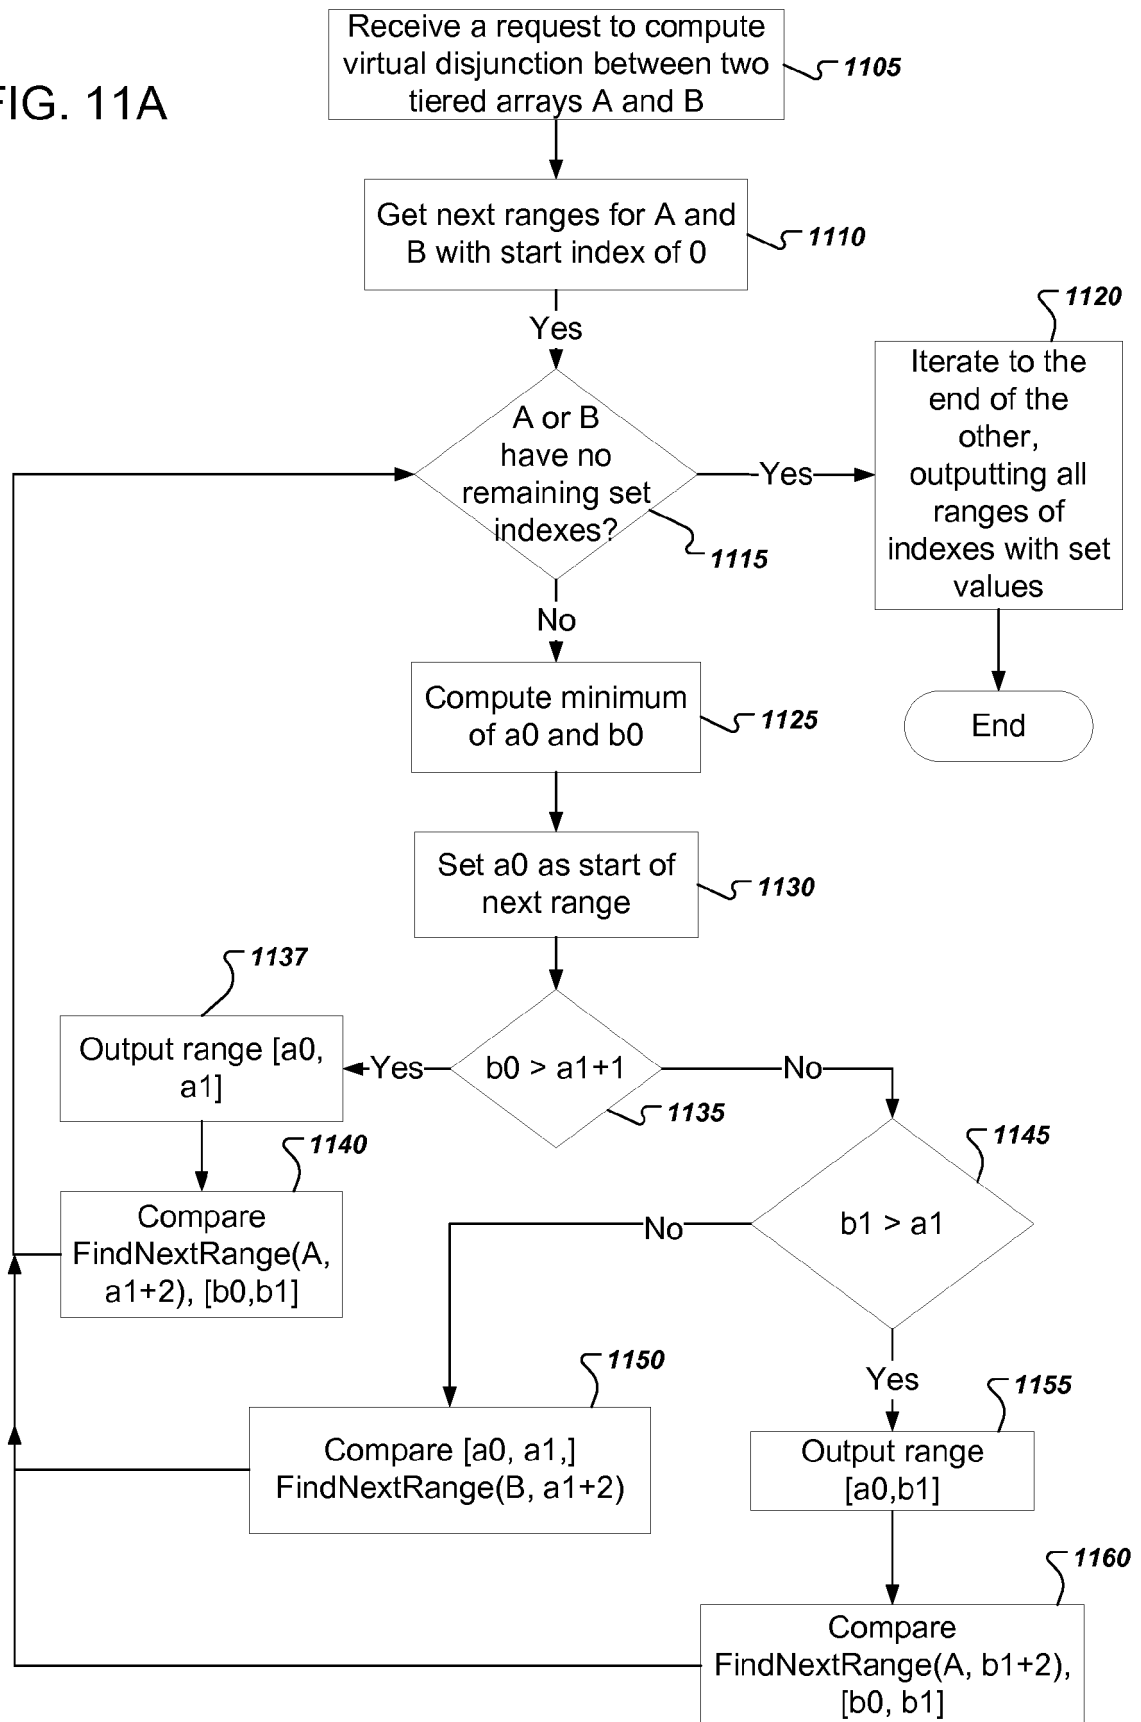 Receive a request to compute
virtual disjunction between two
tiered arrays A and B
1105
FIG. 11A
Get next ranges for A and
B with start index of 0
1110
Yes
1120
Iterate to the
end of the
other,
outputting all
ranges of
indexes with set
values
A or B
have no
remaining set
indexes?
Yes
1115
No
End
Compute minimum
of a0 and b0
1125
Set a0 as start of
next range
1130
1137
Output range [a0,
a1]
Yes
b0 > a1+1
No
1135
1140
Compare
FindNextRange(A,
a1+2), [b0,b1]
1145
b1 > a1
No
Yes
1150
Compare [a0, a1,]
FindNextRange(B, a1+2)
1155
Output range
[a0,b1]
1160
Compare
FindNextRange(A, b1+2),
[b0, b1]